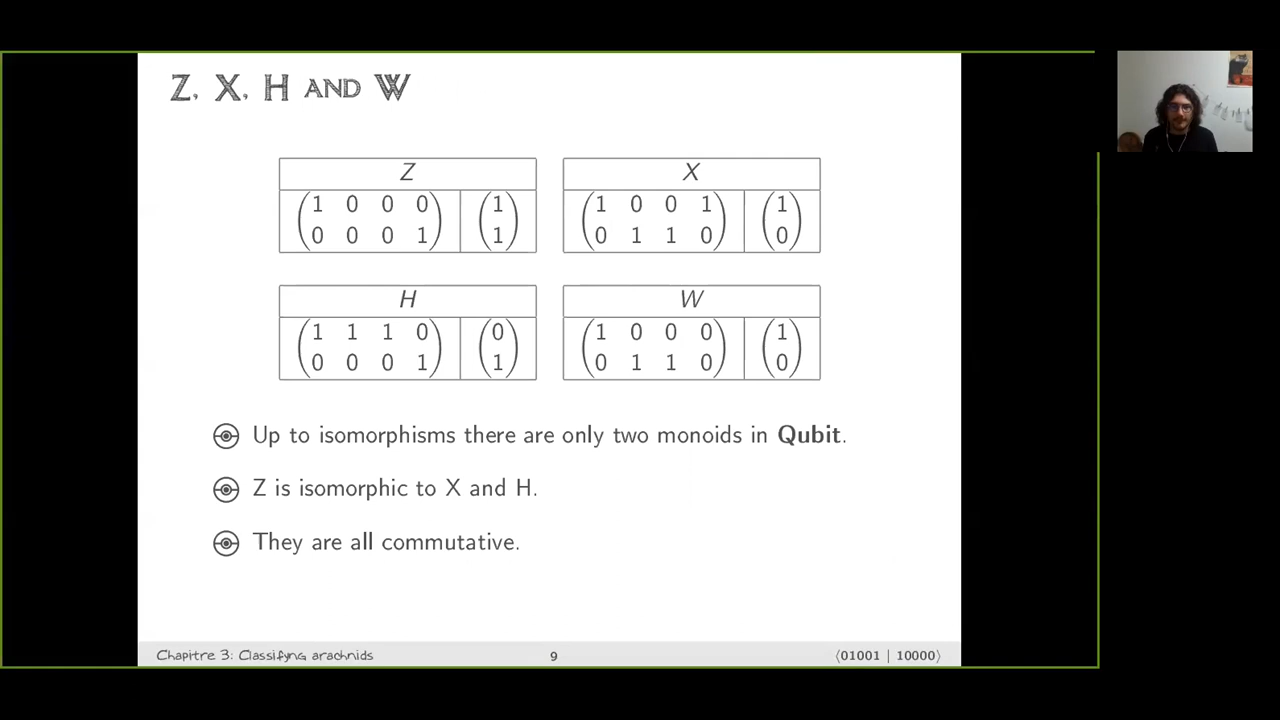 Z, X, H AND W
Z
1 0 0 0
0 0 0 1
1
1
X
1 0 0 1
0 1 1 0
1
0
H
1 1 1 0
0 0 0 1
0
1
W
1 0 0 0
0 1 1 0
1
0
Up to isomorphisms there are only two monoids in Qubit.
Z is isomorphic to X and H.
They are all commutative.
Chapitre 3: Classifyng arachnids
9
⟨01001 | 10000⟩